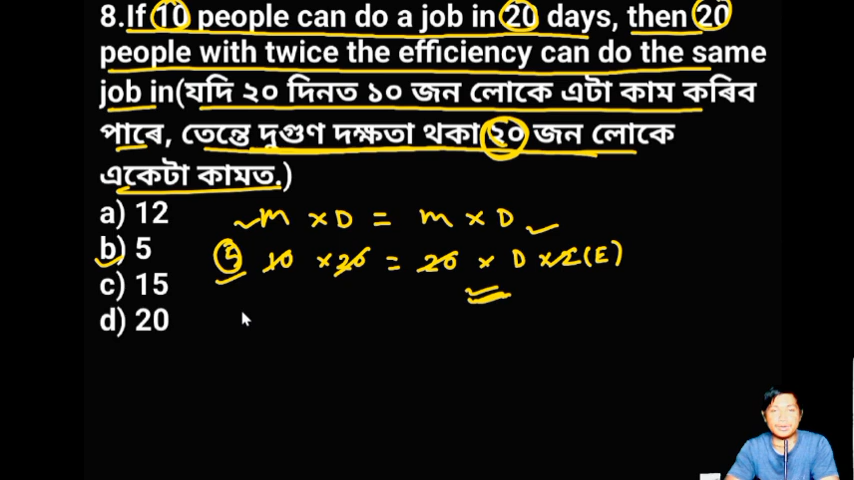 8.If 10 people can do a job in 20 days, then 20
people with twice the efficiency can do the same
job in(যদি ২০ দিনত ১০ জন লোকে এটা কাম কৰিব
পাৰে, তেন্তে দুগুণ দক্ষতা থকা ২০ জন লোকে
একেটা কামত.)
a) 12
M × D = M × D
b) 5
5 10 × 20 = 20 × D × 2 (E)
c) 15
d) 20